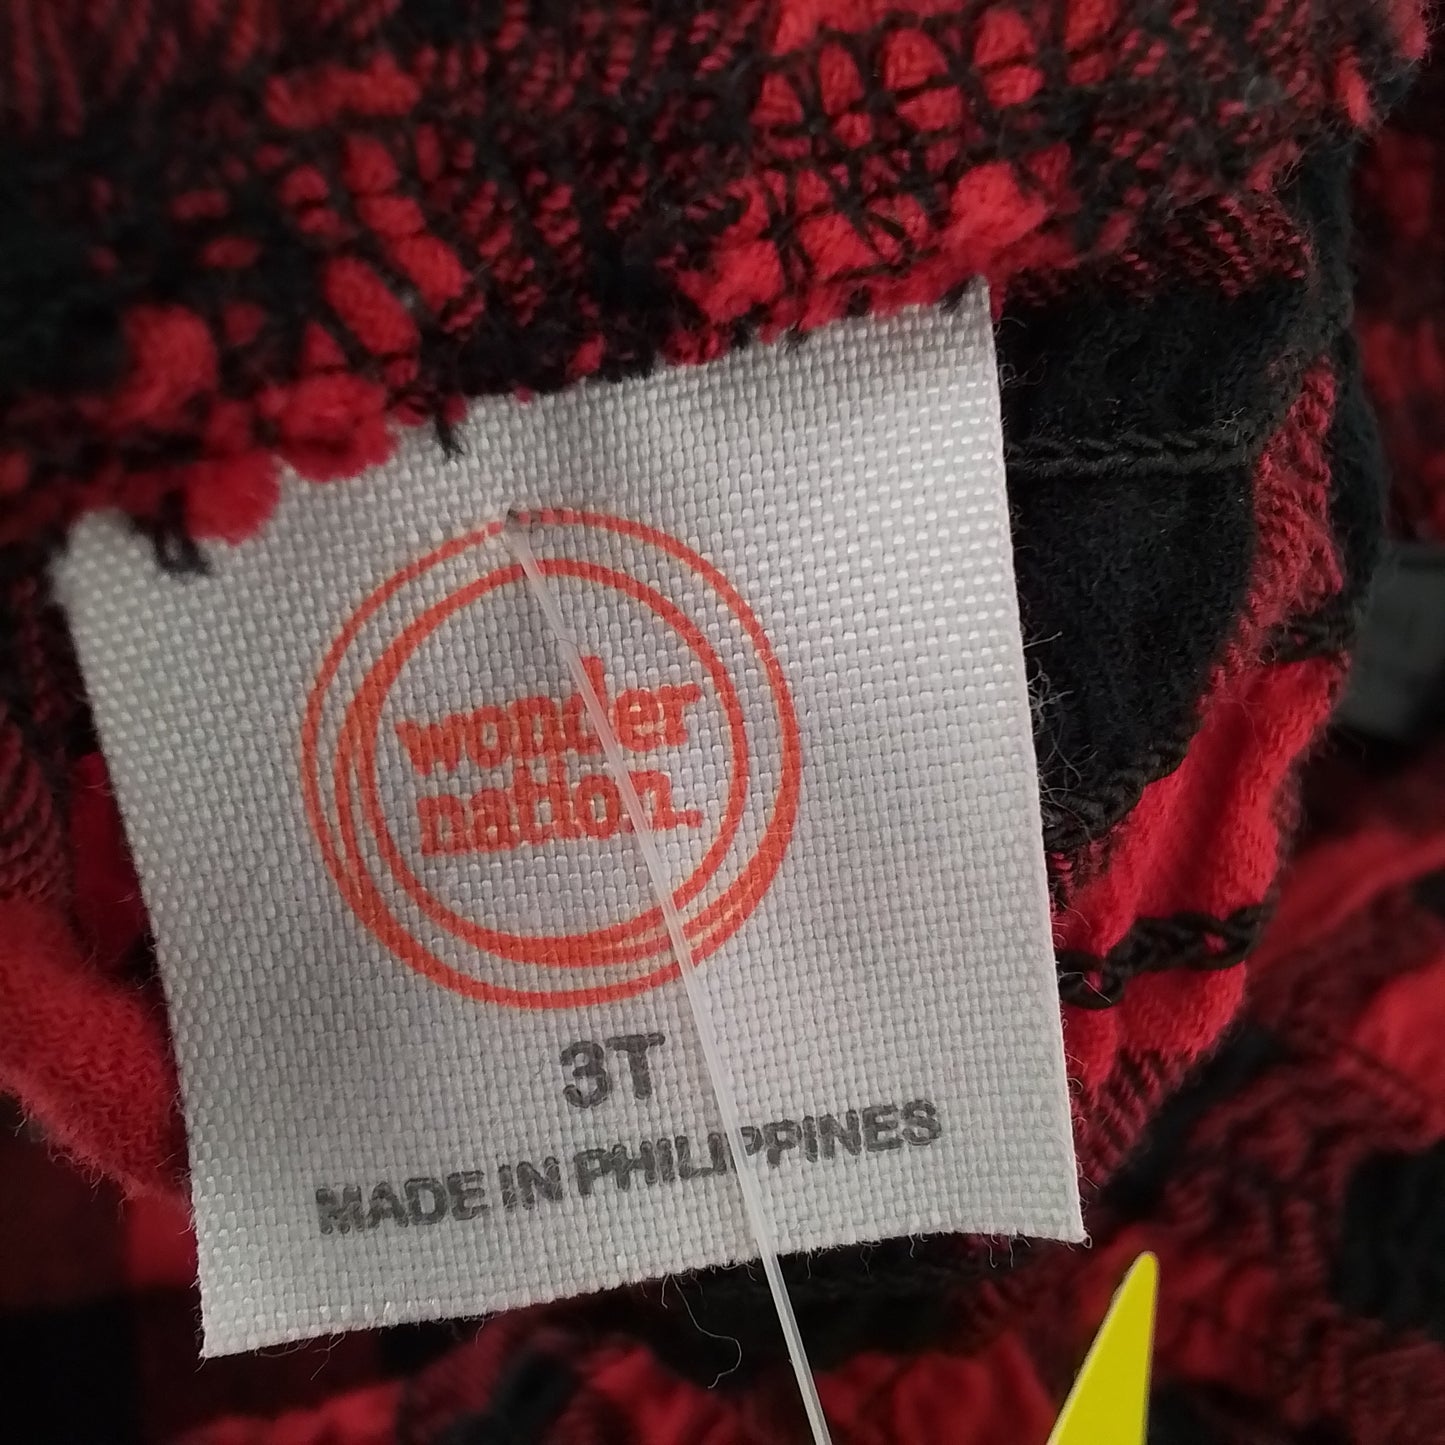 wonder
nation.
3T
MADE IN PHILIPPINES